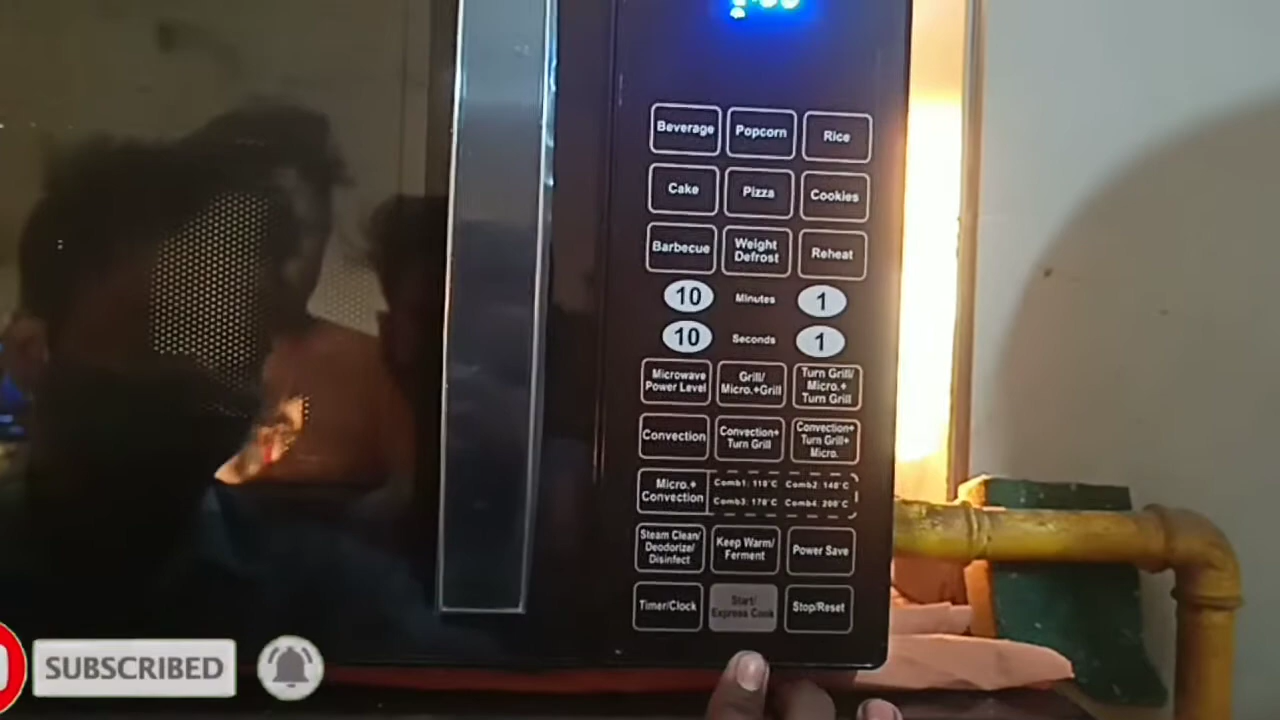 Beverage
Popcorn
Rice
Cake
Pizza
Cookies
Barbecue
Weight
Defrost
Reheat
10
Minutes
1
10
Seconds
1
Microwave
Power Level
Grill/
Micro.+Grill
Turn Grill/
Micro.+
Turn Grill
Convection
Convection+
Turn Grill
Convection+
Turn Grill+
Micro.
Micro.+
Convection
Comb1: 110°C Comb2: 140°C
Comb3: 170°C Comb4: 200°C
Steam Clean/
Deodorize/
Disinfect
Keep Warm/
Ferment
Power Save
Timer/Clock
Start/
Express Cook
Stop/Reset
SUBSCRIBED